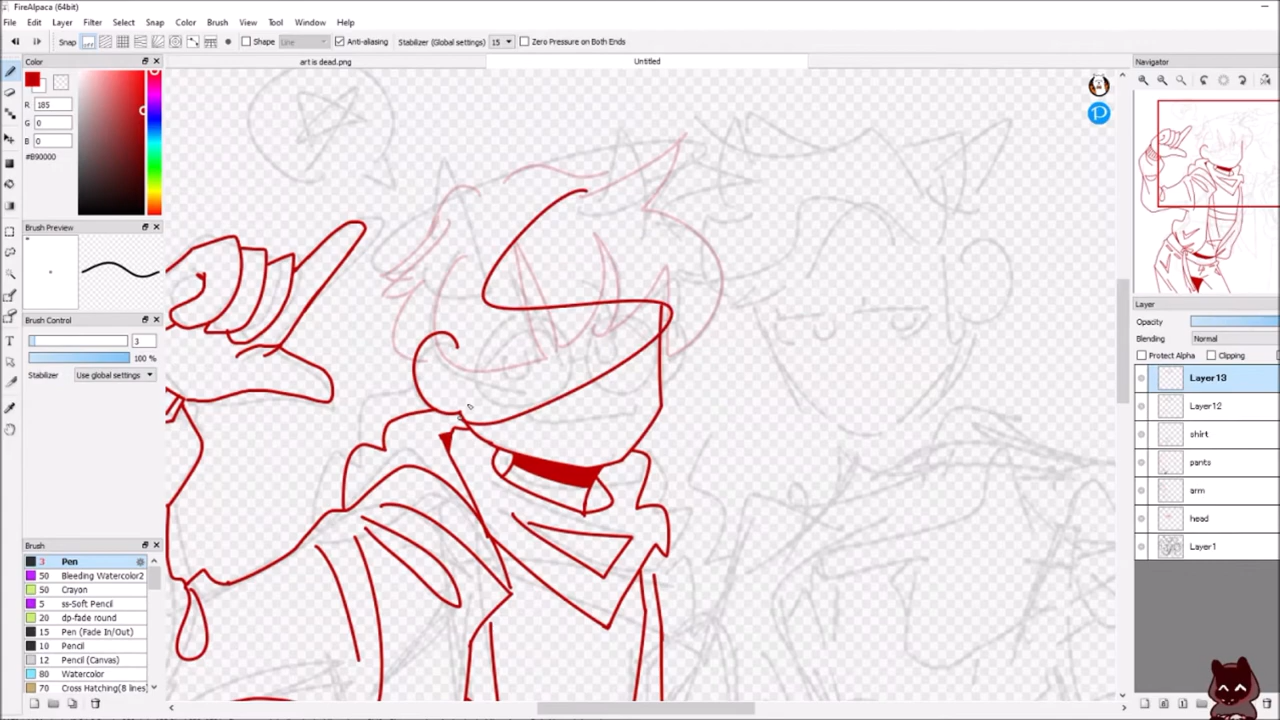 FireAlpaca (64bit)
File Edit Layer Filter Select Snap Color Brush View Tool Window Help
Snap off Shape Line Anti-aliasing Stabilizer (Global settings) 15 Zero Pressure on Both Ends
Color
art is dead.png
Untitled
Navigator
R 185
G 0
B 0
#B90000
Brush Preview
Brush Control
3
100 %
Stabilizer Use global settings
Layer
Opacity
Blending Normal
Protect Alpha Clipping
Layer13
Layer12
shirt
pants
arm
head
Layer1
Brush
3 Pen
50 Bleeding Watercolor2
50 Crayon
5 ss-Soft Pencil
20 dp-fade round
15 Pen (Fade In/Out)
10 Pencil
12 Pencil (Canvas)
80 Watercolor
70 Cross Hatching(B lines)